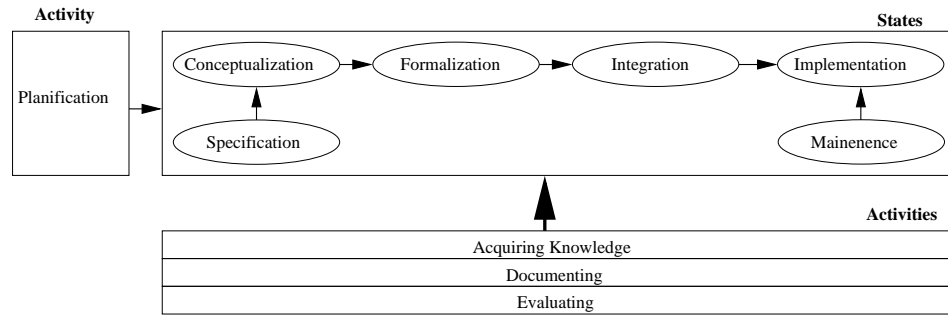 Activity
States
Planification
Conceptualization
Formalization
Integration
Implementation
Specification
Mainenence
Activities
Acquiring Knowledge
Documenting
Evaluating